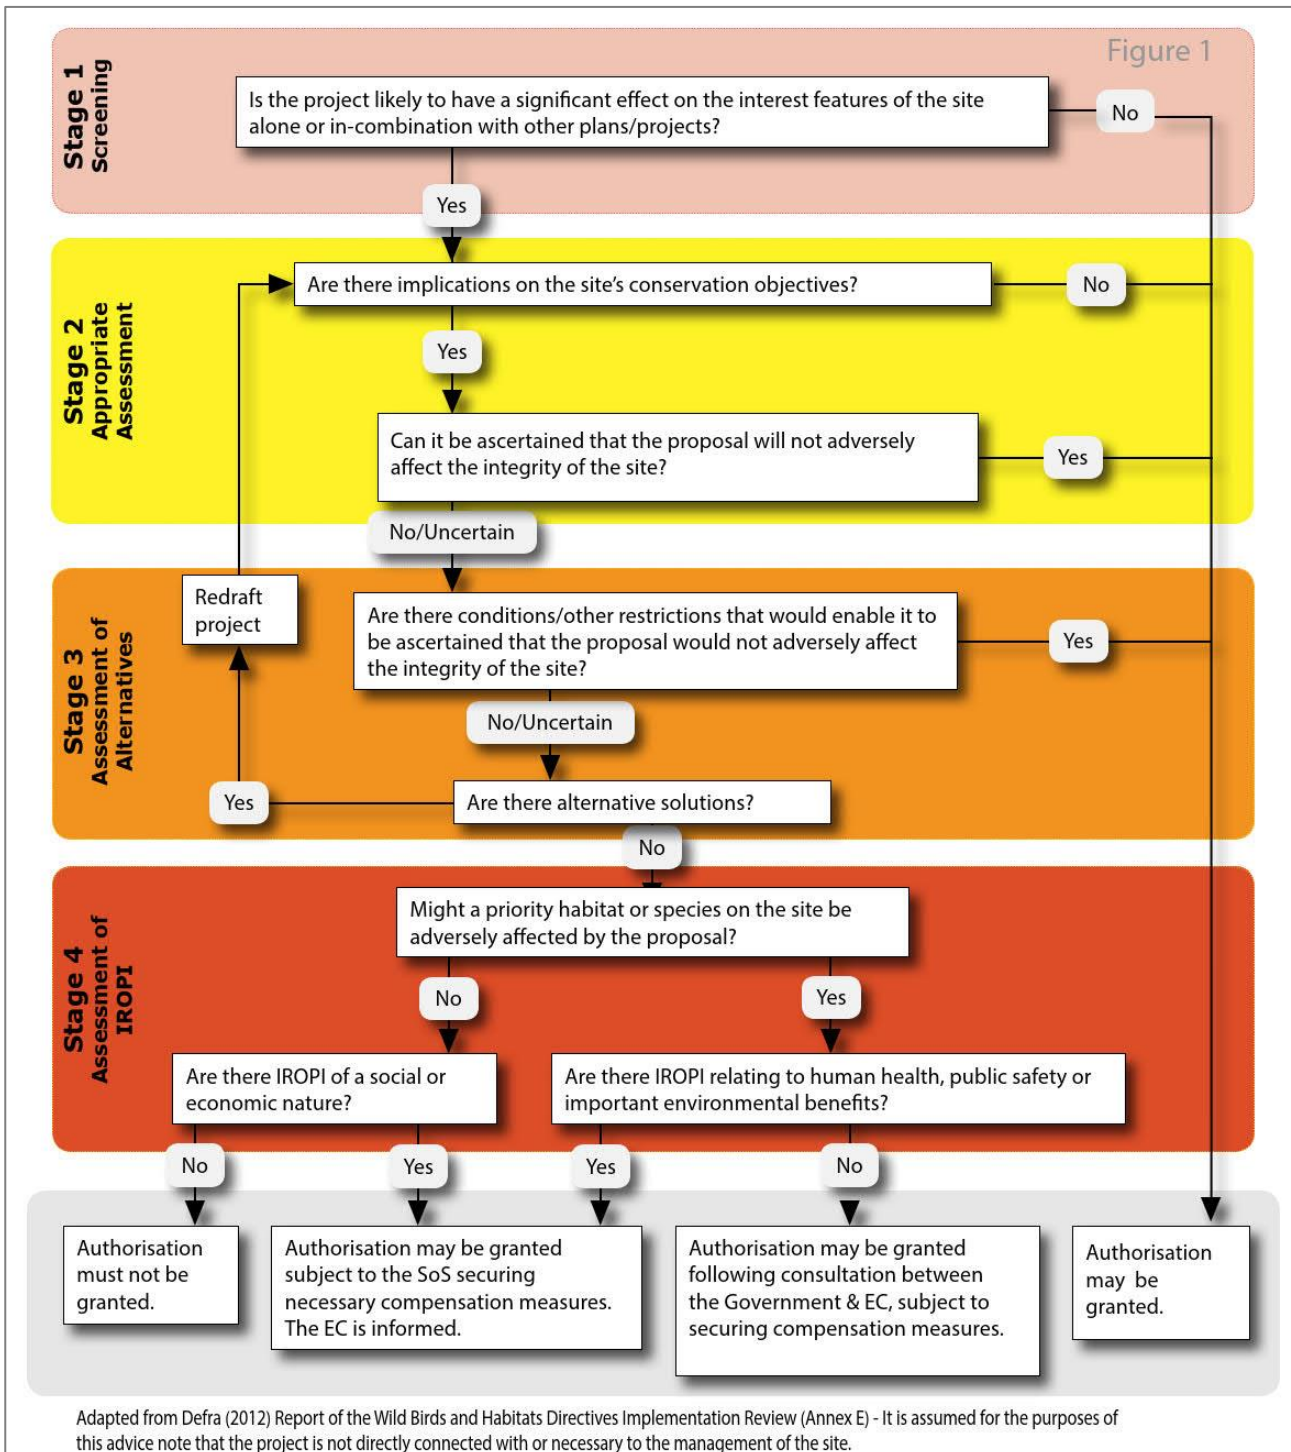 Figure 1
Stage 1
Screening
Is the project likely to have a significant effect on the interest features of the site
alone or in-combination with other plans/projects?
No
Yes
Stage 2
Appropriate
Assessment
Are there implications on the site's conservation objectives?
No
Yes
Can it be ascertained that the proposal will not adversely
affect the integrity of the site?
Yes
No/Uncertain
Stage 3
Assessment of
Alternatives
Redraft
project
Are there conditions/other restrictions that would enable it to
be ascertained that the proposal would not adversely affect
the integrity of the site?
Yes
No/Uncertain
Are there alternative solutions?
Yes
No
Stage 4
Assessment of
IROPI
Might a priority habitat or species on the site be
adversely affected by the proposal?
No
Yes
Are there IROPI of a social or
economic nature?
Are there IROPI relating to human health, public safety or
important environmental benefits?
No
Yes
Yes
No
Authorisation
must not be
granted.
Authorisation may be granted
subject to the SoS securing
necessary compensation measures.
The EC is informed.
Authorisation may be granted
following consultation between
the Government & EC, subject to
securing compensation measures.
Authorisation
may be
granted.
Adapted from Defra (2012) Report of the Wild Birds and Habitats Directives Implementation Review (Annex E) - It is assumed for the purposes of
this advice note that the project is not directly connected with or necessary to the management of the site.